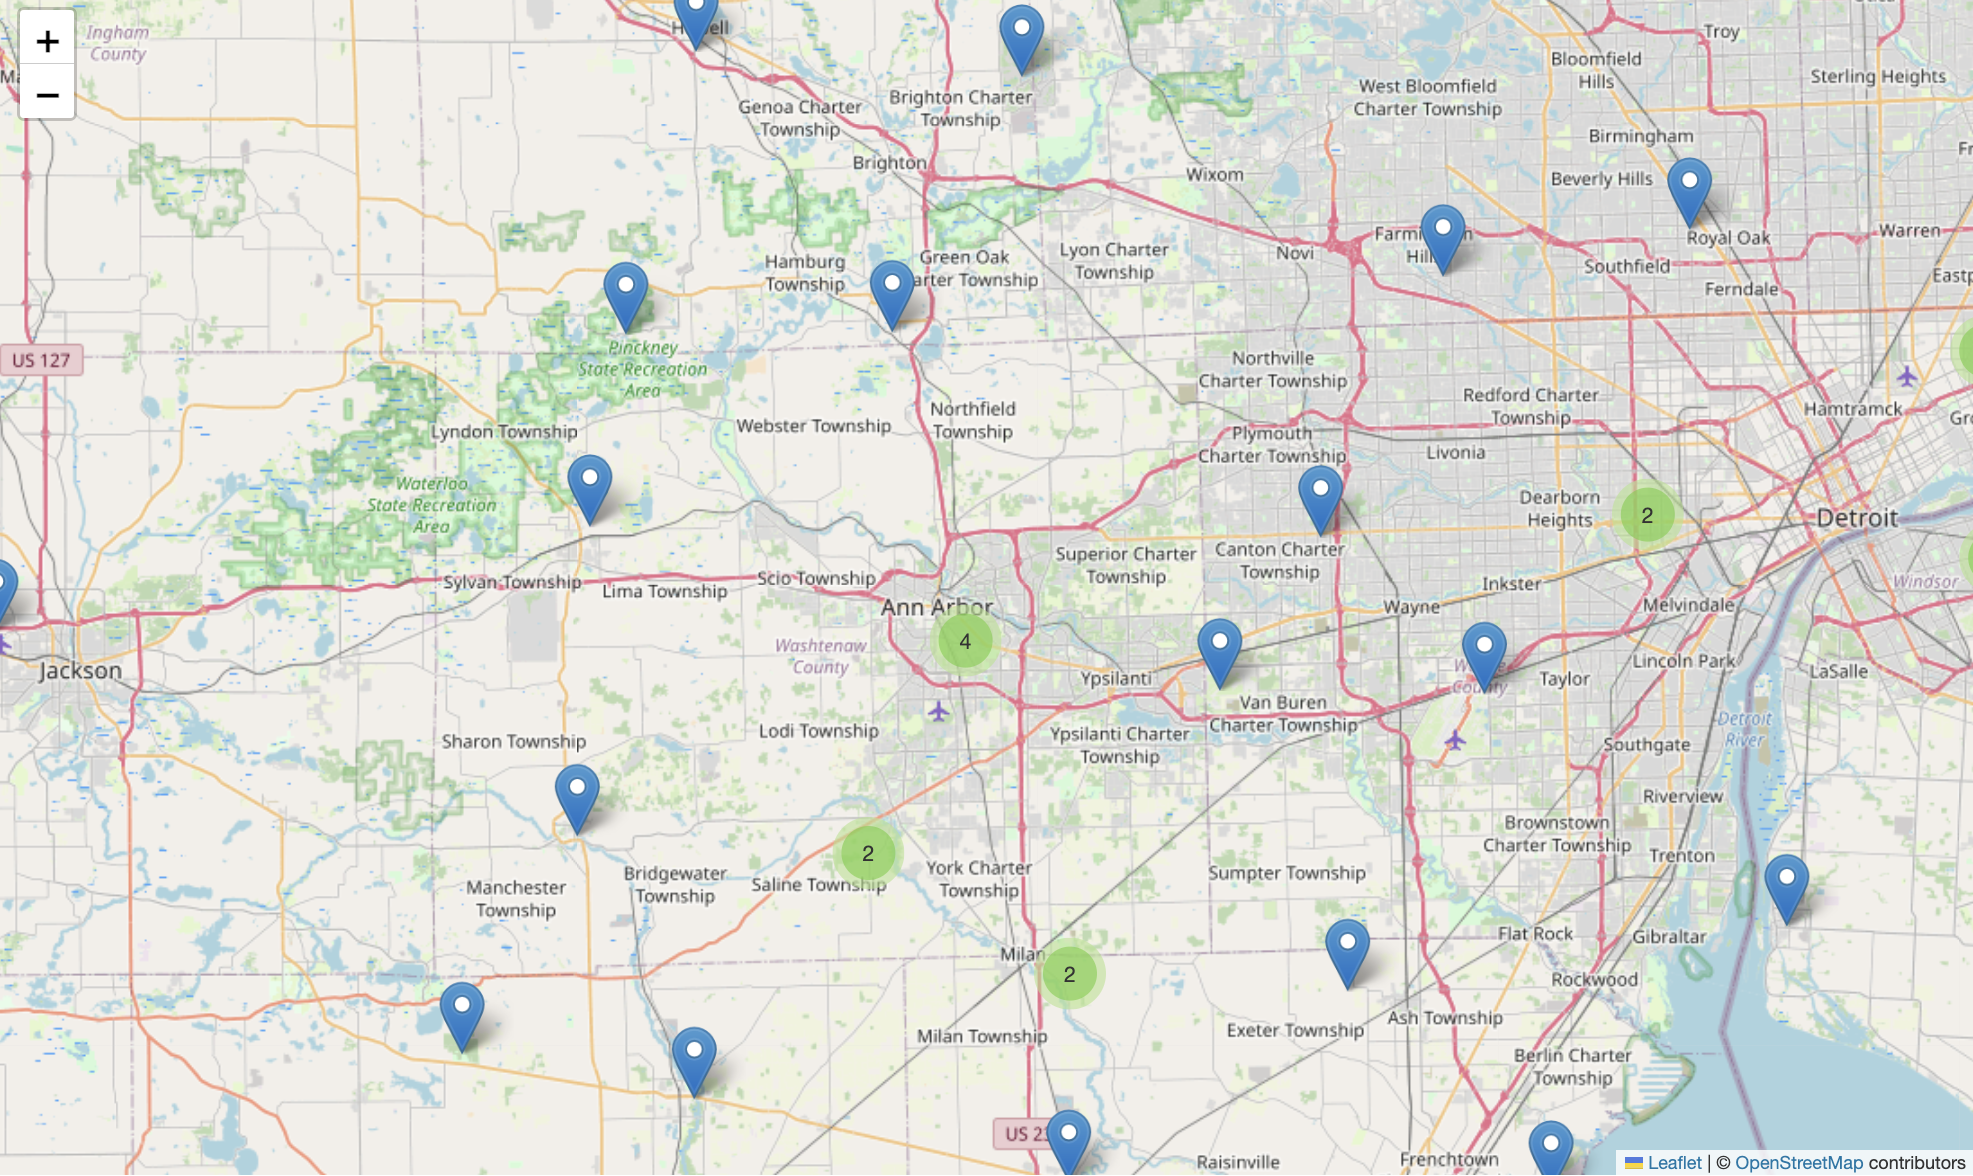 +
−
Ingham
County
Troy
Bloomfield
Hills
Sterling Heights
West Bloomfield
Charter Township
Brighton Charter
Township
Genoa Charter
Township
Birmingham
Brighton
Wixom
Beverly Hills
Royal Oak
Warren
Novi
Southfield
Ferndale
Lyon Charter
Township
Green Oak
Hamburg
Township
US 127
Pinckney
State Recreation
Area
Northville
Charter Township
Redford Charter
Township
Hamtramck
Northfield
Township
Webster Township
Lyndon Township
Plymouth
Charter Township
Livonia
Waterloo
State Recreation
Area
Dearborn
Heights
2
Detroit
Superior Charter
Township
Canton Charter
Township
Sylvan Township
Lima Township
Scio Township
Inkster
Windsor
Ann Arbor
Wayne
Melvindale
4
Washtenaw
County
Jackson
Ypsilanti
Lincoln Park
Taylor
LaSalle
Van Buren
Charter Township
Lodi Township
Sharon Township
Ypsilanti Charter
Township
Detroit
River
Southgate
Riverview
Brownstown
Charter Township
Trenton
2
York Charter
Township
Saline Township
Bridgewater
Township
Manchester
Township
Sumpter Township
Flat Rock
Gibraltar
Milan
2
Rockwood
Milan Township
Exeter Township
Ash Township
Berlin Charter
Township
Raisinville
Frenchtown
Leaflet | © OpenStreetMap contributors